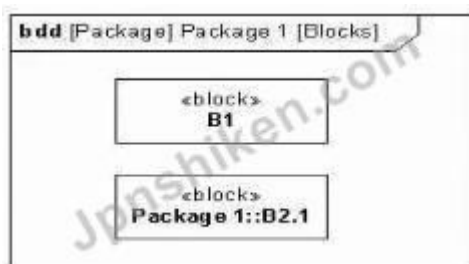 bdd [Package] Package 1 [Blocks]
«block»
B1
«block»
Package 1::B2.1
Jpnshiken.com